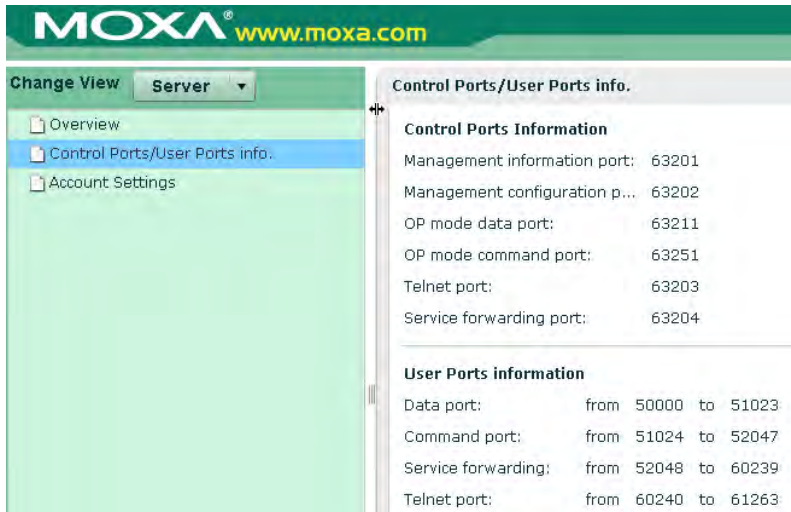 MOXA® www.moxa.com
Change View Server
Overview
Control Ports/User Ports info.
Account Settings
Control Ports/User Ports info.
Control Ports Information
Management information port: 63201
Management configuration p... 63202
OP mode data port: 63211
OP mode command port: 63251
Telnet port: 63203
Service forwarding port: 63204
User Ports information
Data port: from 50000 to 51023
Command port: from 51024 to 52047
Service forwarding: from 52048 to 60239
Telnet port: from 60240 to 61263